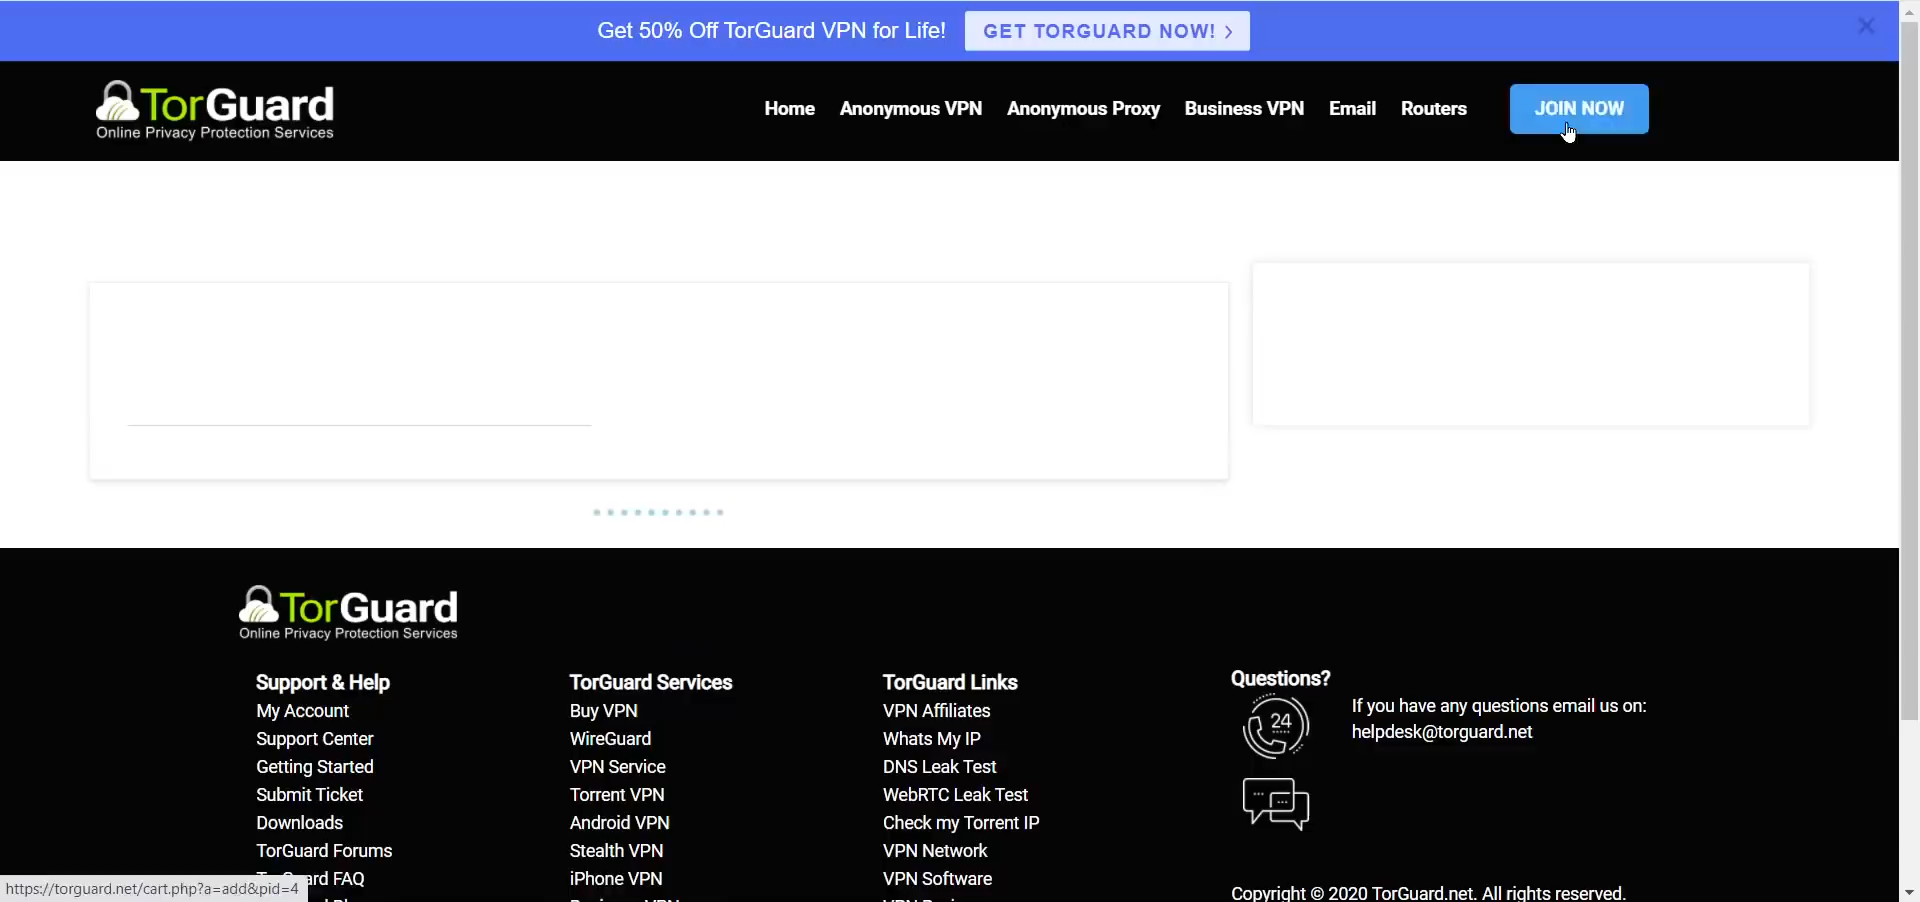 Get 50% Off TorGuard VPN for Life! GET TORGUARD NOW! >
TorGuard
Online Privacy Protection Services
Home Anonymous VPN Anonymous Proxy Business VPN Email Routers JOIN NOW
TorGuard
Online Privacy Protection Services
Support & Help
My Account
Support Center
Getting Started
Submit Ticket
Downloads
TorGuard Forums
FAQ
TorGuard Services
Buy VPN
WireGuard
VPN Service
Torrent VPN
Android VPN
Stealth VPN
iPhone VPN
TorGuard Links
VPN Affiliates
Whats My IP
DNS Leak Test
WebRTC Leak Test
Check my Torrent IP
VPN Network
VPN Software
Questions?
24
If you have any questions email us on:
helpdesk@torguard.net
Copyright © 2020 TorGuard.net. All rights reserved.
https://torguard.net/cart.php?a=add&pid=4